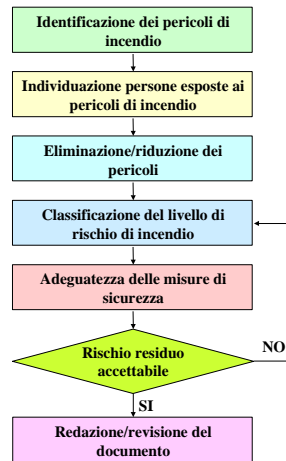 Identificazione dei pericoli di
incendio
Individuazione persone esposte ai
pericoli di incendio
Eliminazione/riduzione dei
pericoli
Classificazione del livello di
rischio di incendio
Adeguatezza delle misure di
sicurezza
Rischio residuo
accettabile
NO
SI
Redazione/revisione del
documento